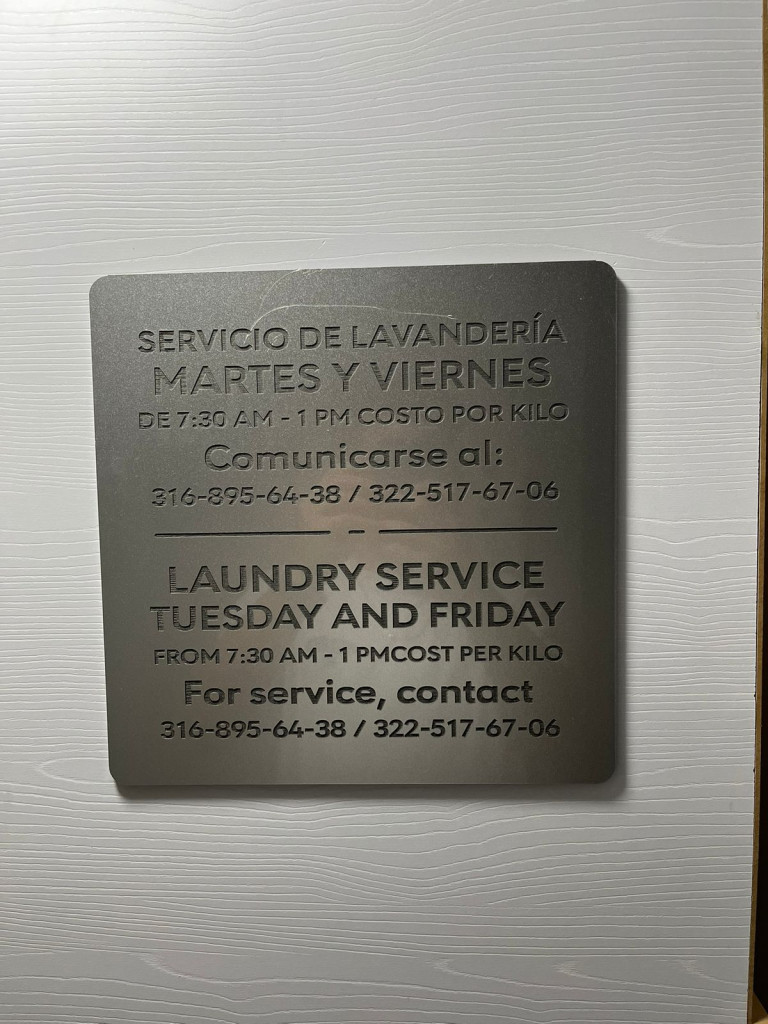 SERVICIO DE LAVANDERÍA
MARTES Y VIERNES
DE 7:30 AM - 1 PM COSTO POR KILO
Comunicarse al:
316-895-64-38 / 322-517-67-06
LAUNDRY SERVICE
TUESDAY AND FRIDAY
FROM 7:30 AM - 1 PMCOST PER KILO
For service, contact
316-895-64-38 / 322-517-67-06